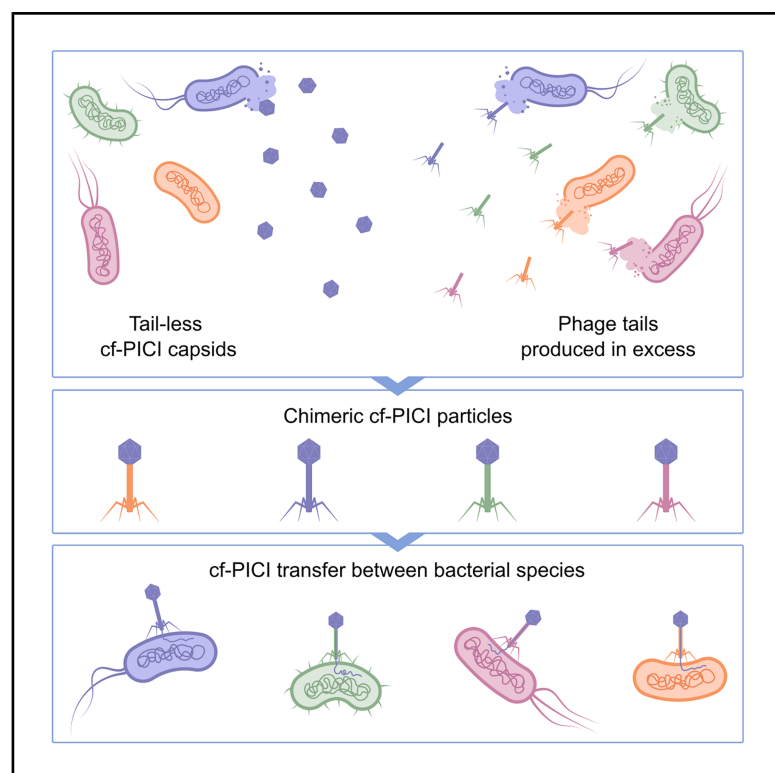 Tail-less
cf-PICI capsids
Phage tails
produced in excess
Chimeric cf-PICI particles
cf-PICI transfer between bacterial species